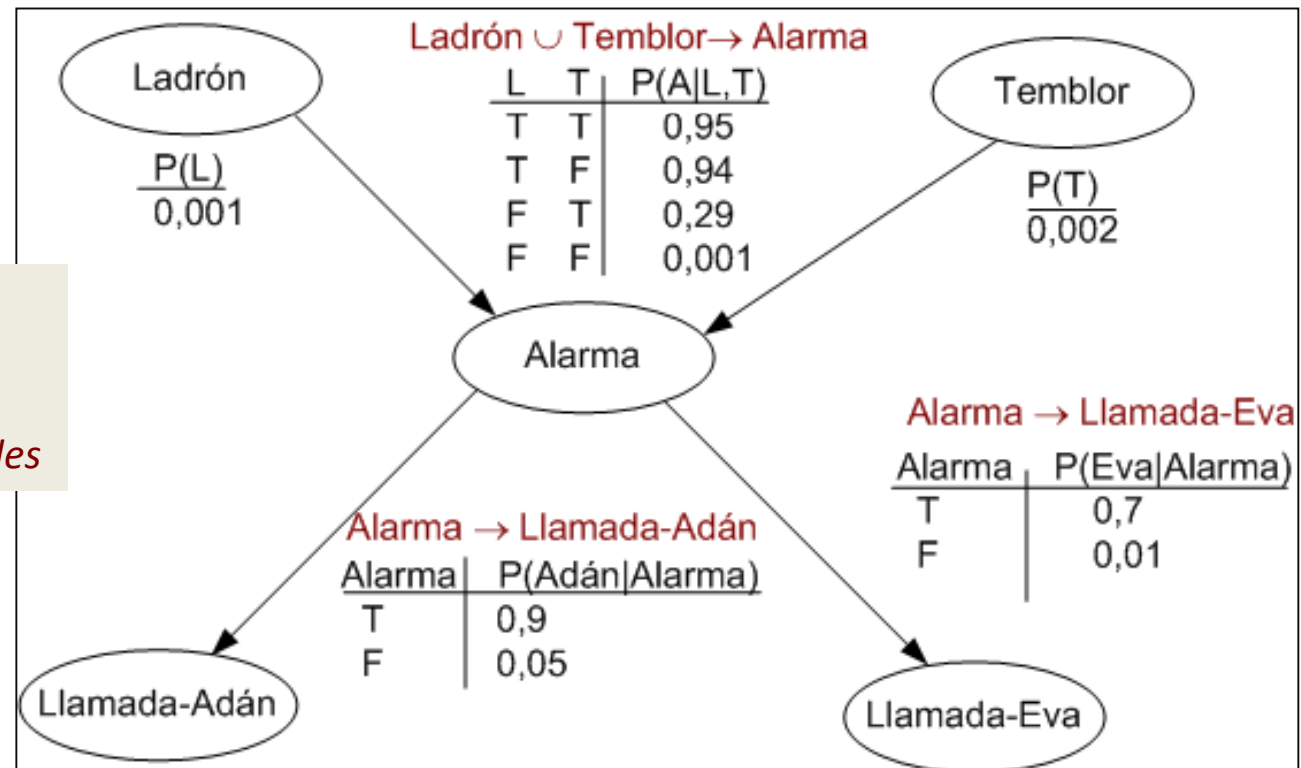 Ladrón ∪ Temblor→ Alarma
Ladrón
P(L)
0,001
L T P(A|L,T)
T T 0,95
T F 0,94
F T 0,29
F F 0,001
Temblor
P(T)
0,002
Alarma
Alarma → Llamada-Eva
Alarma P(Eva|Alarma)
T 0,7
F 0,01
Alarma → Llamada-Adán
Alarma P(Adán|Alarma)
T 0,9
F 0,05
Llamada-Adán
Llamada-Eva